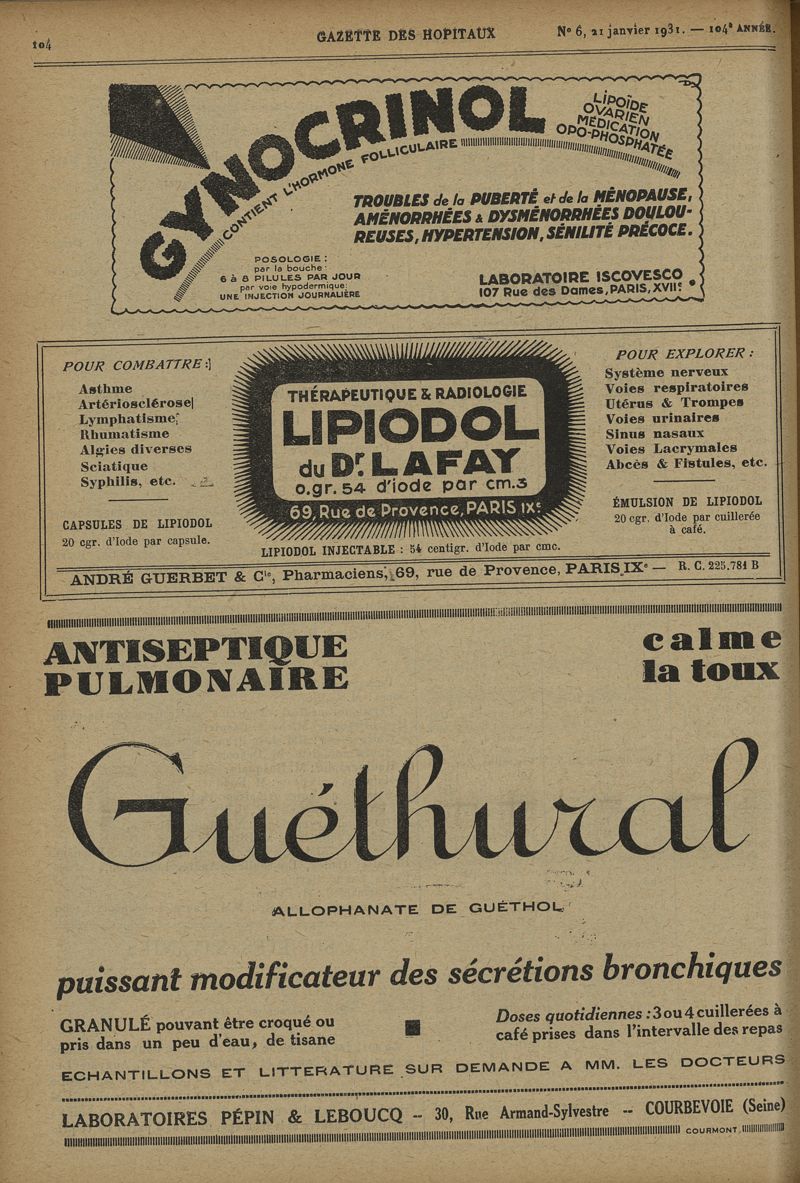 104
GAZETTE DES HOPITAUX
Nº 6, 21 janvier 1931. — 104e ANNÉE.
GYNOCRINOL
CONTIENT L'HORMONE FOLLICULAIRE
LIPOÏDE
OVARIEN
MÉDICATION
OPO-PHOSPHATÉE
TROUBLES de la PUBERTÉ et de la MÉNOPAUSE,
AMÉNORRHÉES & DYSMÉNORRHÉES DOULOU-
REUSES, HYPERTENSION, SÉNILITÉ PRÉCOCE.
POSOLOGIE :
par la bouche :
6 à 8 PILULES PAR JOUR
par voie hypodermique:
UNE INJECTION JOURNALIÈRE
LABORATOIRE ISCOVESCO
107 Rue des Dames, PARIS, XVIIe
POUR COMBATTRE :
Asthme
Artériosclérose
Lymphatisme
Rhumatisme
Algies diverses
Sciatique
Syphilis, etc.
CAPSULES DE LIPIODOL
20 cgr. d'Iode par capsule.
THÉRAPEUTIQUE & RADIOLOGIE
LIPIODOL
du Dr. LAFAY
0.gr. 54 d'iode par cm.3
69, Rue de Provence, PARIS IXe
LIPIODOL INJECTABLE : 54 centigr. d'Iode par cmc.
POUR EXPLORER :
Système nerveux
Voies respiratoires
Utérus & Trompes
Voies urinaires
Sinus nasaux
Voies Lacrymales
Abcès & Fistules, etc.
ÉMULSION DE LIPIODOL
20 cgr. d'Iode par cuillerée
à café.
ANDRÉ GUERBET & Cie, Pharmaciens, 69, rue de Provence, PARIS IXe — R. C. 225.781 B
ANTISEPTIQUE
PULMONAIRE
calme
la toux
Guéthural
ALLOPHANATE DE GUÉTHOL
puissant modificateur des sécrétions bronchiques
GRANULÉ pouvant être croqué ou
pris dans un peu d'eau, de tisane
Doses quotidiennes : 3 ou 4 cuillerées à
café prises dans l'intervalle des repas
ECHANTILLONS ET LITTERATURE SUR DEMANDE A MM. LES DOCTEURS
LABORATOIRES PÉPIN & LEBOUCQ -- 30, Rue Armand-Sylvestre -- COURBEVOIE (Seine)
COURMONT